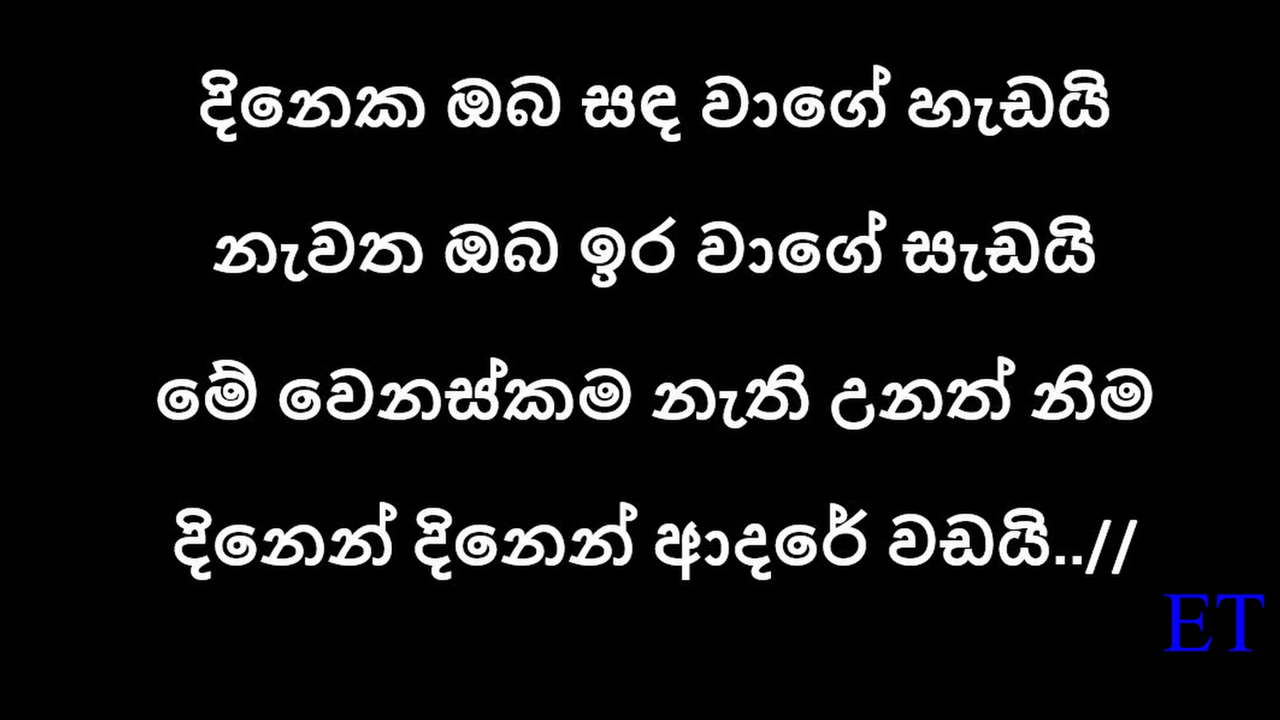 දිනෙක ඔබ සඳ වාගේ හැඩයි
නැවත ඔබ ඉර වාගේ සැඩයි
මේ වෙනස්කම නැති උනත් නිම
දිනෙන් දිනෙන් ආදරේ වඩයි..//
ET